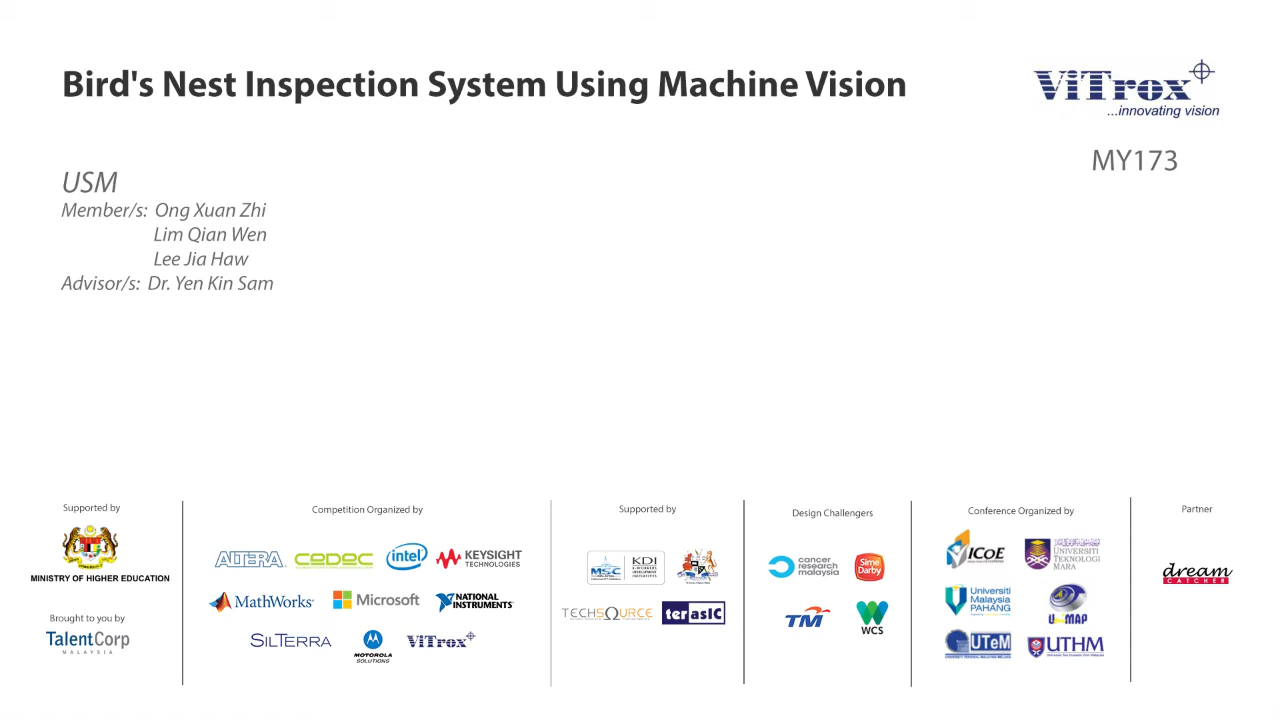 Bird's Nest Inspection System Using Machine Vision
ViTrox
...innovating vision
MY173
USM
Member/s: Ong Xuan Zhi
Lim Qian Wen
Lee Jia Haw
Advisor/s: Dr. Yen Kin Sam
Supported by
MINISTRY OF HIGHER EDUCATION
Brought to you by
TalentCorp
MALAYSIA
Competition Organized by
ALTERA
CEDEC
intel
KEYSIGHT
TECHNOLOGIES
MathWorks
Microsoft
NATIONAL
INSTRUMENTS
SILTERRA
MOTOROLA
SOLUTIONS
ViTrox
Supported by
MSC
KDI
TECHSOURCE
terasIC
Design Challengers
cancer
research
malaysia
Sime
Darby
TM
WCS
Conference Organized by
ICoE
UNIVERSITI
TEKNOLOGI
MARA
Universiti
Malaysia
PAHANG
UniMAP
UTeM
UTHM
Partner
dream
CATCHER